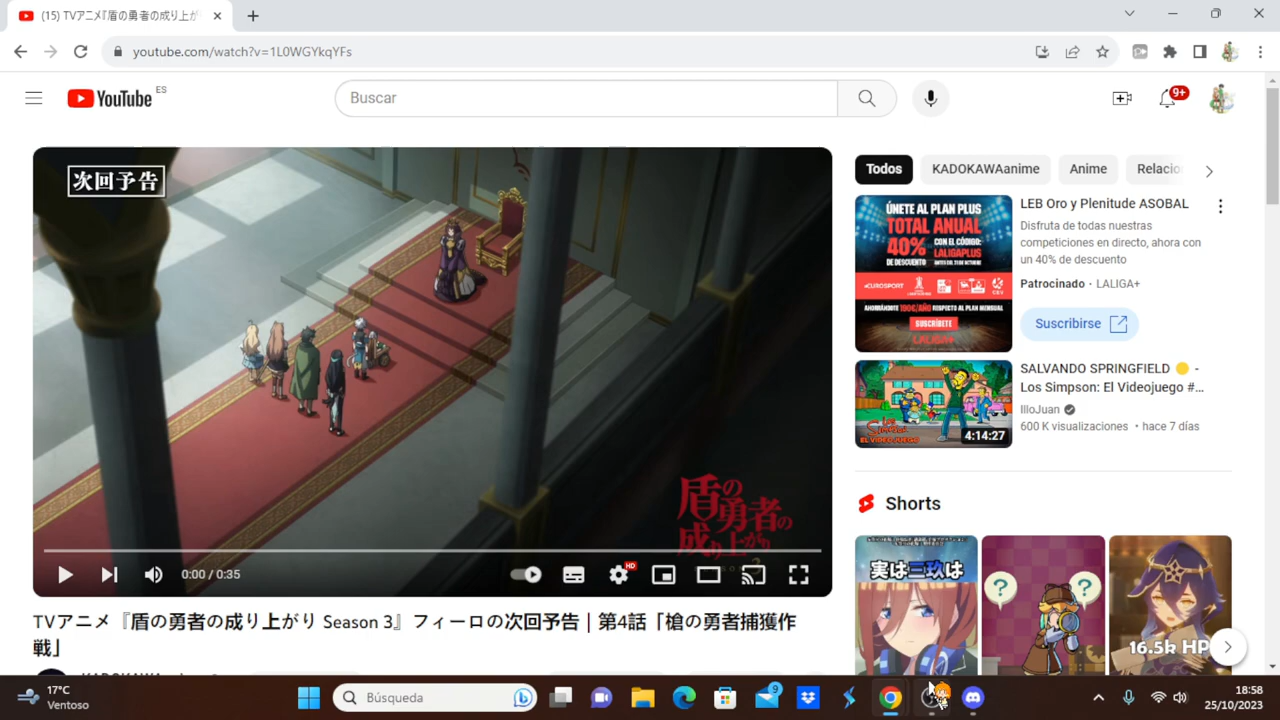 (15) TVアニメ『盾の勇者の成り上が
youtube.com/watch?v=1L0WGYkqYFs
YouTube ES
Buscar
9+
次回予告
盾の
勇者の
成り上がり
0:00 / 0:35
HD
TVアニメ『盾の勇者の成り上がり Season 3』フィーロの次回予告 | 第4話「槍の勇者捕獲作
戦」
Todos
KADOKAWAanime
Anime
Relacio
ÚNETE AL PLAN PLUS
TOTAL ANUAL
40%
DE DESCUENTO
CON EL CÓDIGO:
LALIGAPLUS
EUROSPORT
SUSCRÍBETE
LALIGA+
LEB Oro y Plenitude ASOBAL
Disfruta de todas nuestras
competiciones en directo, ahora con
un 40% de descuento
Patrocinado · LALIGA+
Suscribirse
Los Simpson
EL VIDEOJUEGO
4:14:27
SALVANDO SPRINGFIELD
-
Los Simpson: El Videojuego #...
IlloJuan
600 K visualizaciones • hace 7 días
Shorts
実は三玖は
? ?
16.5k HP
17°C
Ventoso
Búsqueda
9
18:58
25/10/2023